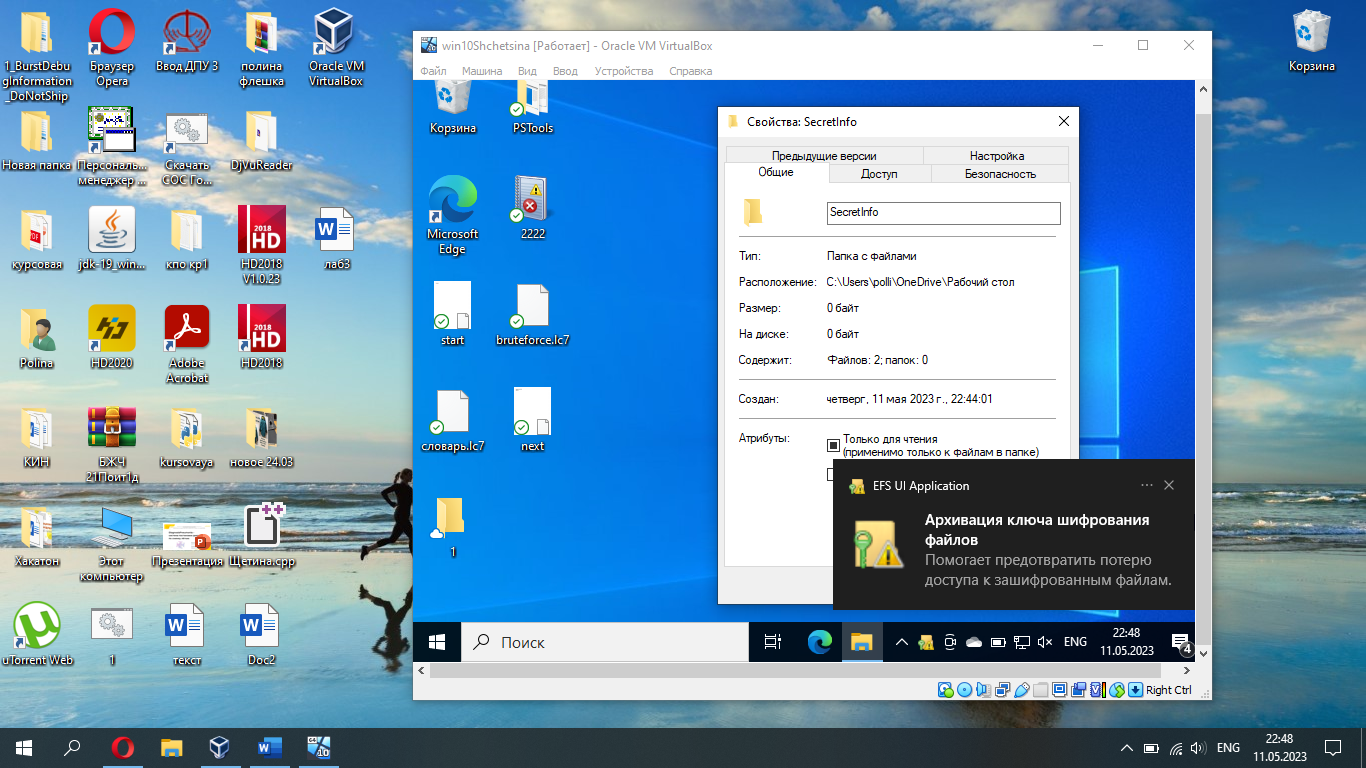 1_BurstDebu
gInformation
_DoNotShip
Браузер
Opera
Ввод ДПУ 3
полина
флешка
Oracle VM
VirtualBox
Новая папка
Персональ...
менеджер ...
Скачать
СОС Го...
DjVuReader
курсовая
jdk-19_win...
кпо кр1
HD2018
V1.0.23
лаб3
Polina
HD2020
Adobe
Acrobat
HD2018
КИН
БЖЧ
21Поит1д
kursovaya
новое 24.03
Хакатон
Этот
компьютер
Презентация
Щетина.cpp
uTorrent Web
1
текст
Doc2
Корзина
win10Shchetsina [Работает] - Oracle VM VirtualBox
Файл
Машина
Вид
Ввод
Устройства
Справка
Корзина
PSTools
Microsoft
Edge
2222
start
bruteforce.lc7
словарь.lc7
next
1
Свойства: SecretInfo
Предыдущие версии
Настройка
Общие
Доступ
Безопасность
SecretInfo
Тип:
Папка с файлами
Расположение:
C:\Users\polli\OneDrive\Рабочий стол
Размер:
0 байт
На диске:
0 байт
Содержит:
Файлов: 2; папок: 0
Создан:
четверг, 11 мая 2023 г., 22:44:01
Атрибуты:
Только для чтения
(применимо только к файлам в папке)
EFS UI Application
Архивация ключа шифрования
файлов
Помогает предотвратить потерю
доступа к зашифрованным файлам.
Поиск
ENG
22:48
11.05.2023
4
Right Ctrl
ENG
22:48
11.05.2023